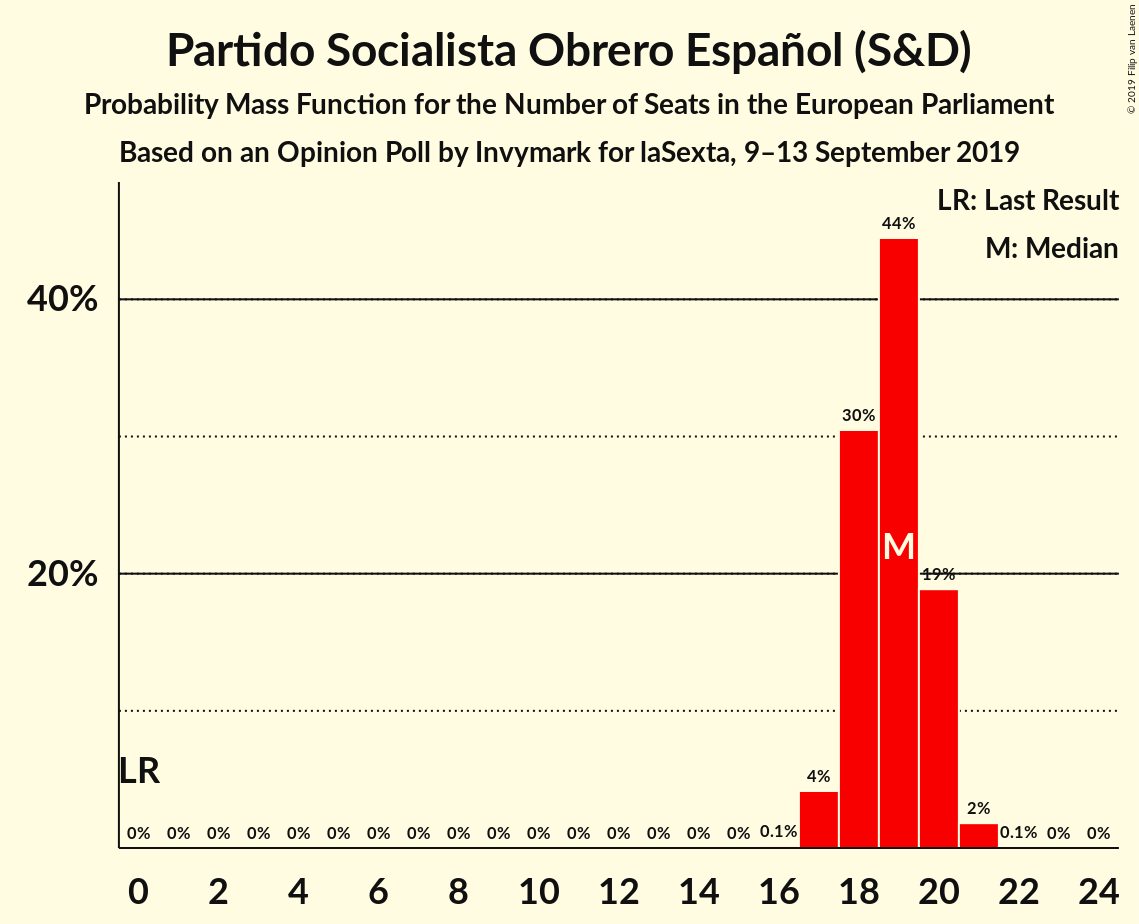 Partido Socialista Obrero Español (S&D)
Probability Mass Function for the Number of Seats in the European Parliament
Based on an Opinion Poll by Invymark for laSexta, 9–13 September 2019
© 2019 Filip van Laenen
LR: Last Result
M: Median
44%
40%
30%
M
20%
19%
LR
4%
2%
0% 0% 0% 0% 0% 0% 0% 0% 0% 0% 0% 0% 0% 0% 0% 0% 0.1% 0.1% 0% 0%
0 2 4 6 8 10 12 14 16 18 20 22 24